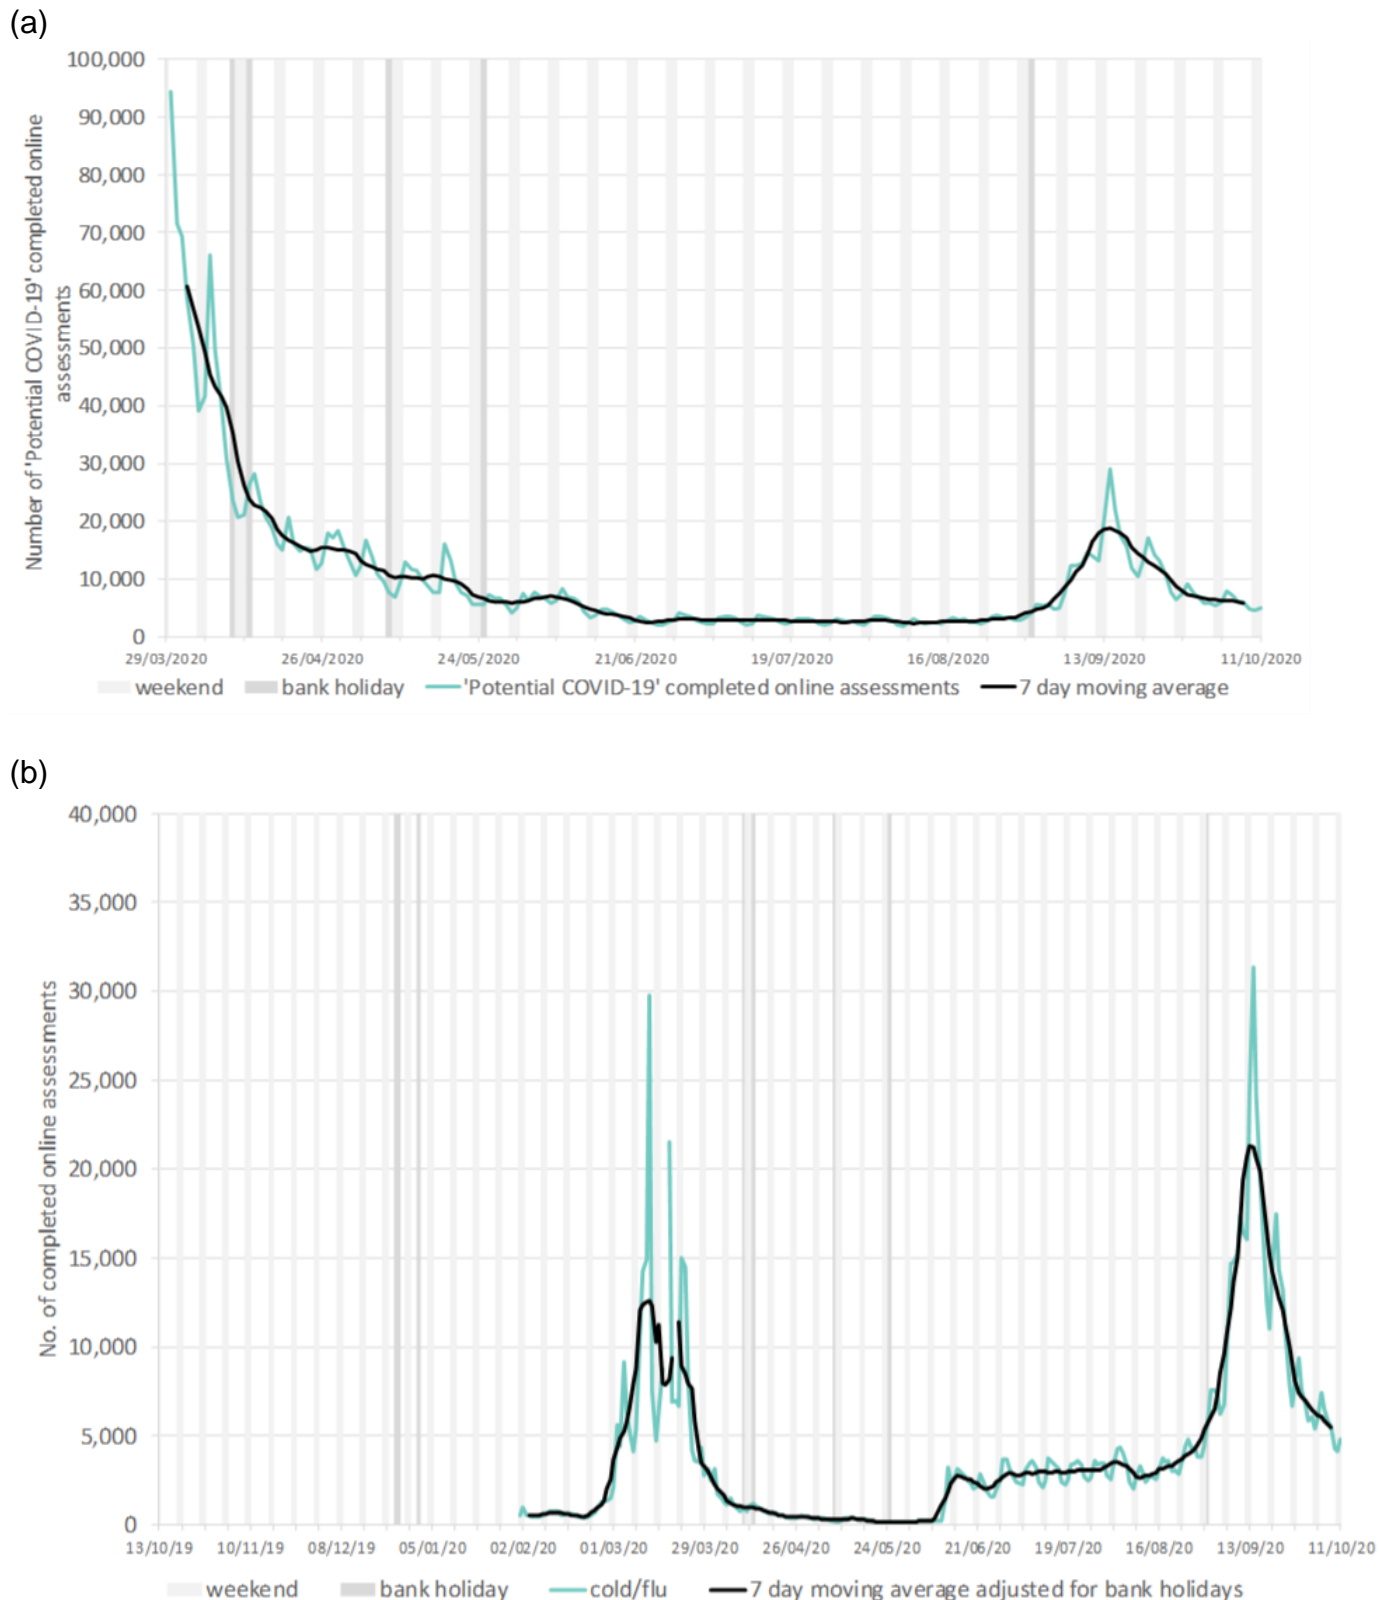 (a)
100,000
90,000
80,000
70,000
60,000
50,000
40,000
30,000
20,000
10,000
0
Number of 'Potential COVID-19' completed online
assessments
29/03/2020 26/04/2020 24/05/2020 21/06/2020 19/07/2020 16/08/2020 13/09/2020 11/10/2020
weekend bank holiday 'Potential COVID-19' completed online assessments 7 day moving average
(b)
40,000
35,000
30,000
25,000
20,000
15,000
10,000
5,000
0
No. of completed online assessments
13/10/19 10/11/19 08/12/19 05/01/20 02/02/20 01/03/20 29/03/20 26/04/20 24/05/20 21/06/20 19/07/20 16/08/20 13/09/20 11/10/20
weekend bank holiday cold/flu 7 day moving average adjusted for bank holidays